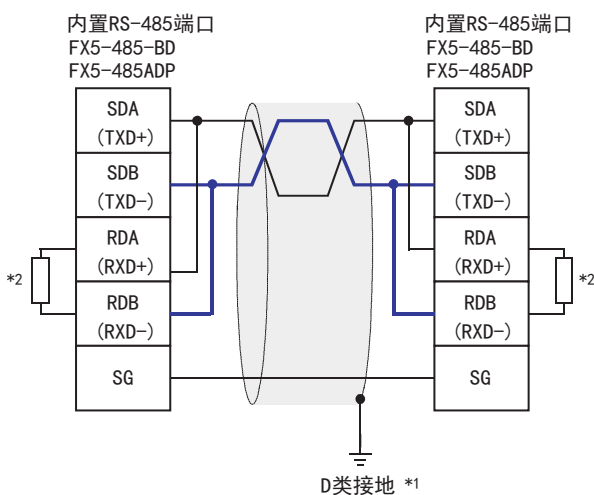 内置RS-485端口
FX5-485-BD
FX5-485ADP
内置RS-485端口
FX5-485-BD
FX5-485ADP
SDA
(TXD+)
SDB
(TXD-)
RDA
(RXD+)
RDB
(RXD-)
SG
*2
SDA
(TXD+)
SDB
(TXD-)
RDA
(RXD+)
RDB
(RXD-)
SG
*2
D类接地 *1